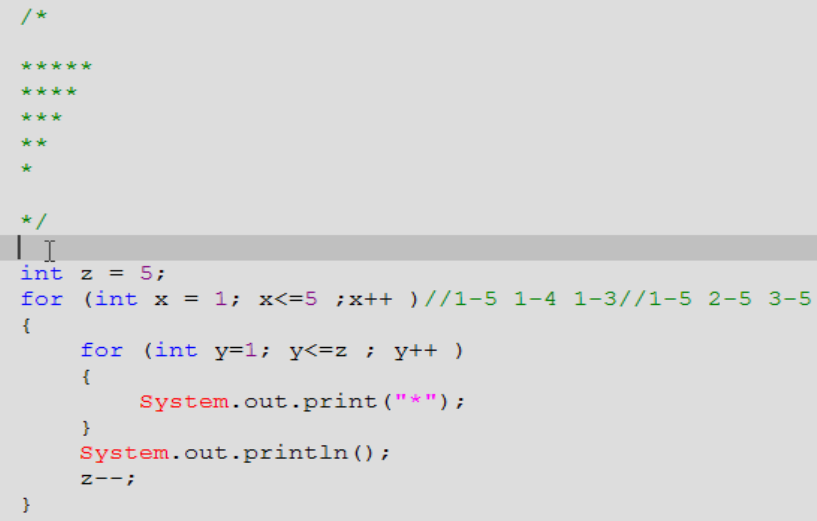 /*
*****
****
***
**
*
*/
int z = 5;
for (int x = 1; x<=5 ;x++ )//1-5 1-4 1-3//1-5 2-5 3-5
{
for (int y=1; y<=z ; y++ )
{
System.out.print("*");
}
System.out.println();
z--;
}